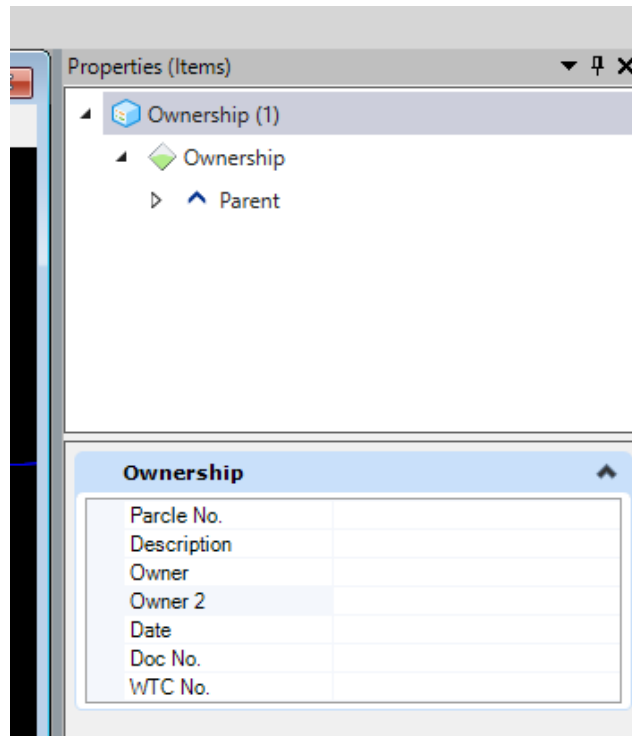 Properties (Items)
Ownership (1)
Ownership
Parent
Ownership
Parcle No.
Description
Owner
Owner 2
Date
Doc No.
WTC No.